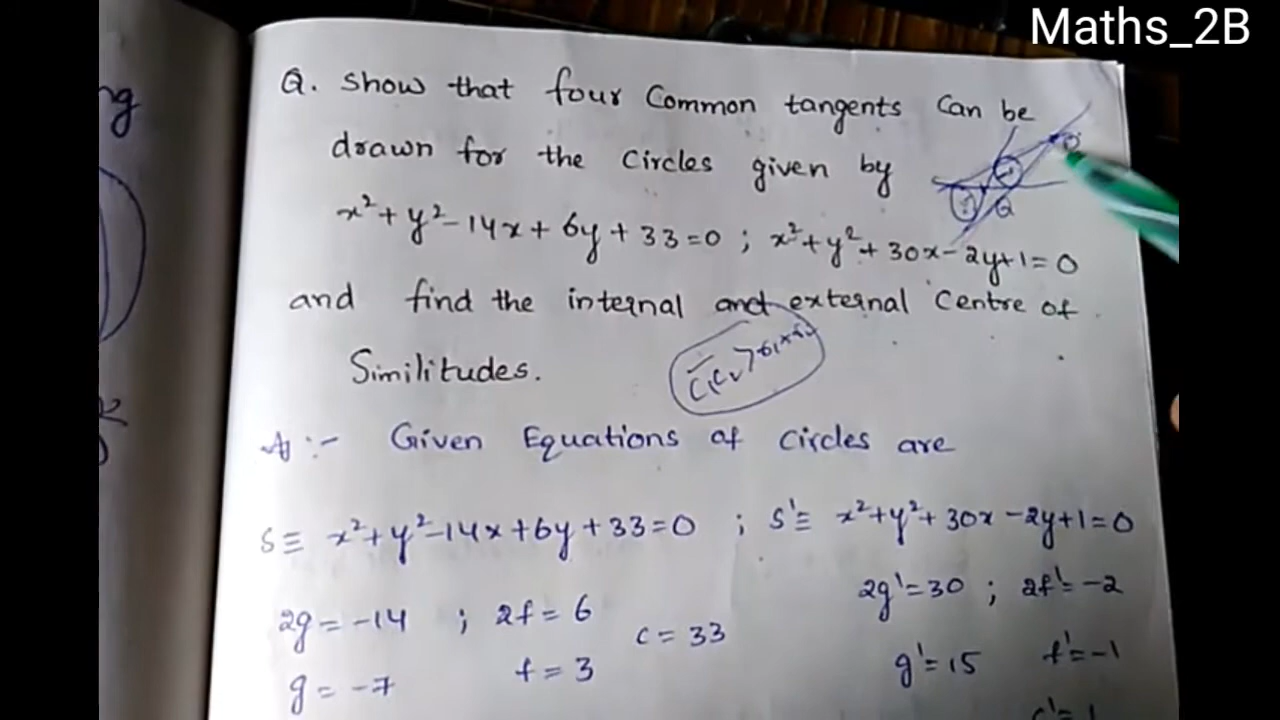 Maths_2B
ng
Q. Show that four Common tangents Can be
drawn for the Circles given by
x²+y²-14x+6y+33=0 ; x²+y²+30x-2y+1=0
and find the internal and external Centre of
Similitudes.
A :- Given Equations of Circles are
S≡ x²+y²-14x+6y+33=0 ; S'≡ x²+y²+30x-2y+1=0
2g=-14 ; 2f=6 c=33 2g'=30 ; 2f'=-2
g=-7 f=3 g'=15 f'=-1